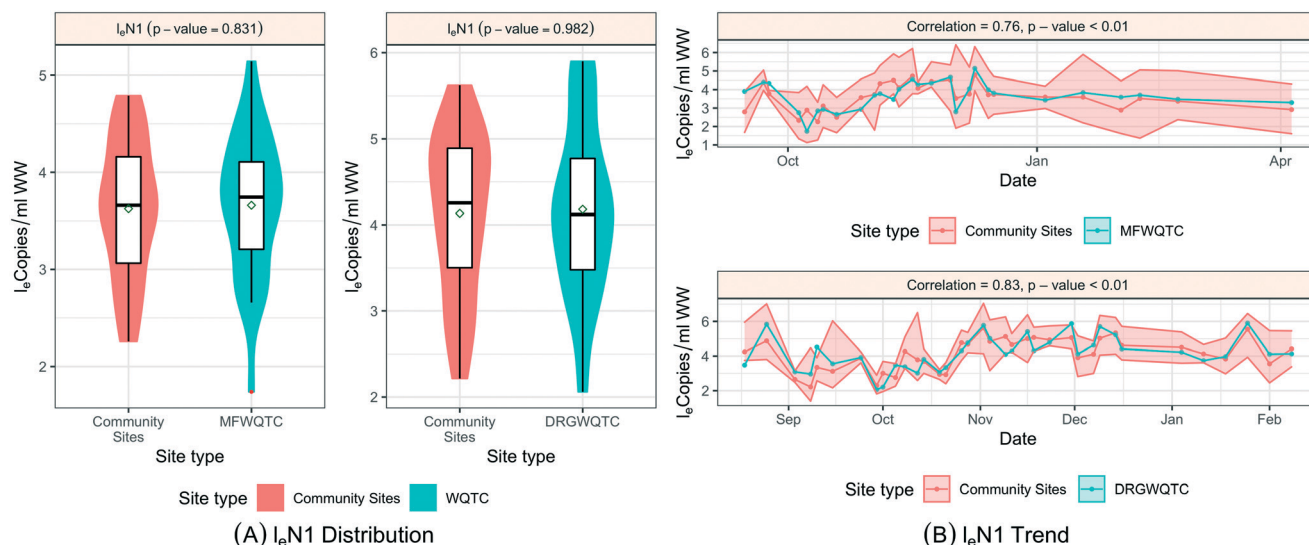 lₑN1 (p − value = 0.831)
lₑCopies/ml WW
5
4
3
2
Community
Sites
MFWQTC
Site type
lₑN1 (p − value = 0.982)
lₑCopies/ml WW
6
5
4
3
2
Community
Sites
DRGWQTC
Site type
Site type Community Sites WQTC
(A) lₑN1 Distribution
Correlation = 0.76, p − value < 0.01
lₑCopies/ml WW
6
5
4
3
2
1
Oct Jan Apr
Date
Site type Community Sites MFWQTC
Correlation = 0.83, p − value < 0.01
lₑCopies/ml WW
6
4
2
Sep Oct Nov Dec Jan Feb
Date
Site type Community Sites DRGWQTC
(B) lₑN1 Trend